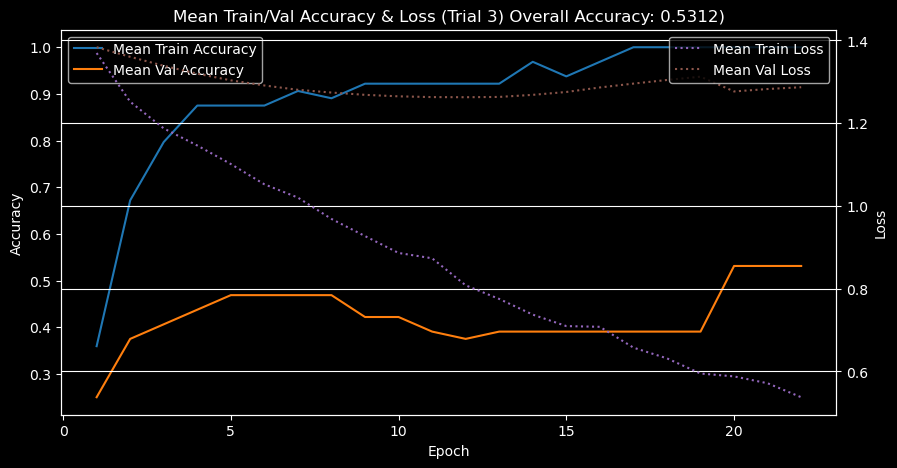 Mean Train/Val Accuracy & Loss (Trial 3) Overall Accuracy: 0.5312)
Mean Train Accuracy
Mean Val Accuracy
Mean Train Loss
Mean Val Loss
1.0
0.9
0.8
0.7
0.6
0.5
0.4
0.3
Accuracy
1.4
1.2
1.0
0.8
0.6
Loss
0 5 10 15 20
Epoch